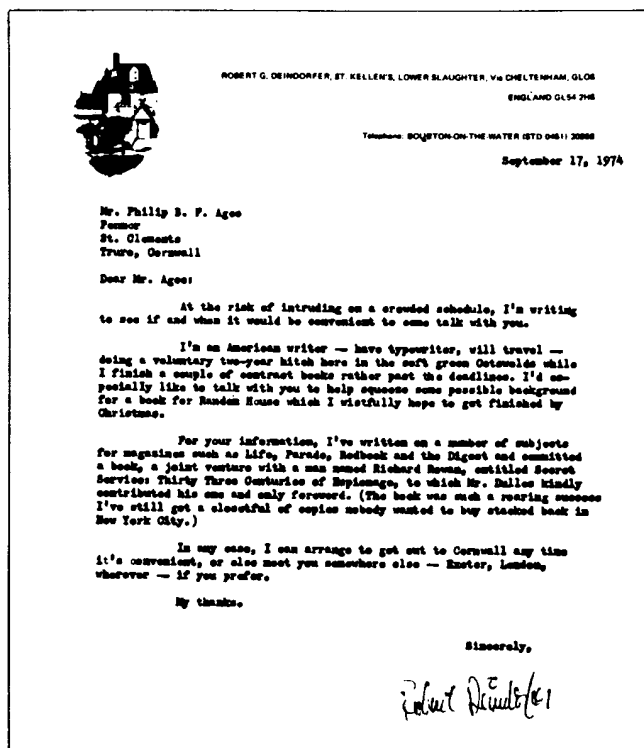 ROBERT G. DEINDORFER, ST. KELLEN'S, LOWER SLAUGHTER, Via CHELTENHAM, GLOS
ENGLAND GL54 2HS
Telephone: BOURTON-ON-THE-WATER (STD 0451)
September 17, 1974
Mr. Philip B. F. Agee
Penmor
St. Clements
Truro, Cornwall
Dear Mr. Agee:
At the risk of intruding on a crowded schedule, I'm writing
to see if and when it would be convenient to come talk with you.
I'm an American writer — have typewriter, will travel —
doing a voluntary two-year hitch here in the soft green Cotswolds while
I finish a couple of contract books rather past the deadlines. I'd es-
pecially like to talk with you to help squeeze some possible background
for a book for Random House which I wistfully hope to get finished by
Christmas.
For your information, I've written on a number of subjects
for magazines such as Life, Parade, Redbook and the Digest and committed
a book, a joint venture with a man named Richard Rowan, entitled Secret
Service: Thirty Three Centuries of Espionage, to which Mr. Dulles kindly
contributed his one and only foreword. (The book was such a roaring success
I've still got a closetful of copies nobody wanted to buy stacked back in
New York City.)
In any case, I can arrange to get out to Cornwall any time
it's convenient, or else meet you somewhere else — Exeter, London,
wherever — if you prefer.
My thanks.
Sincerely,
Robert Deindorfer